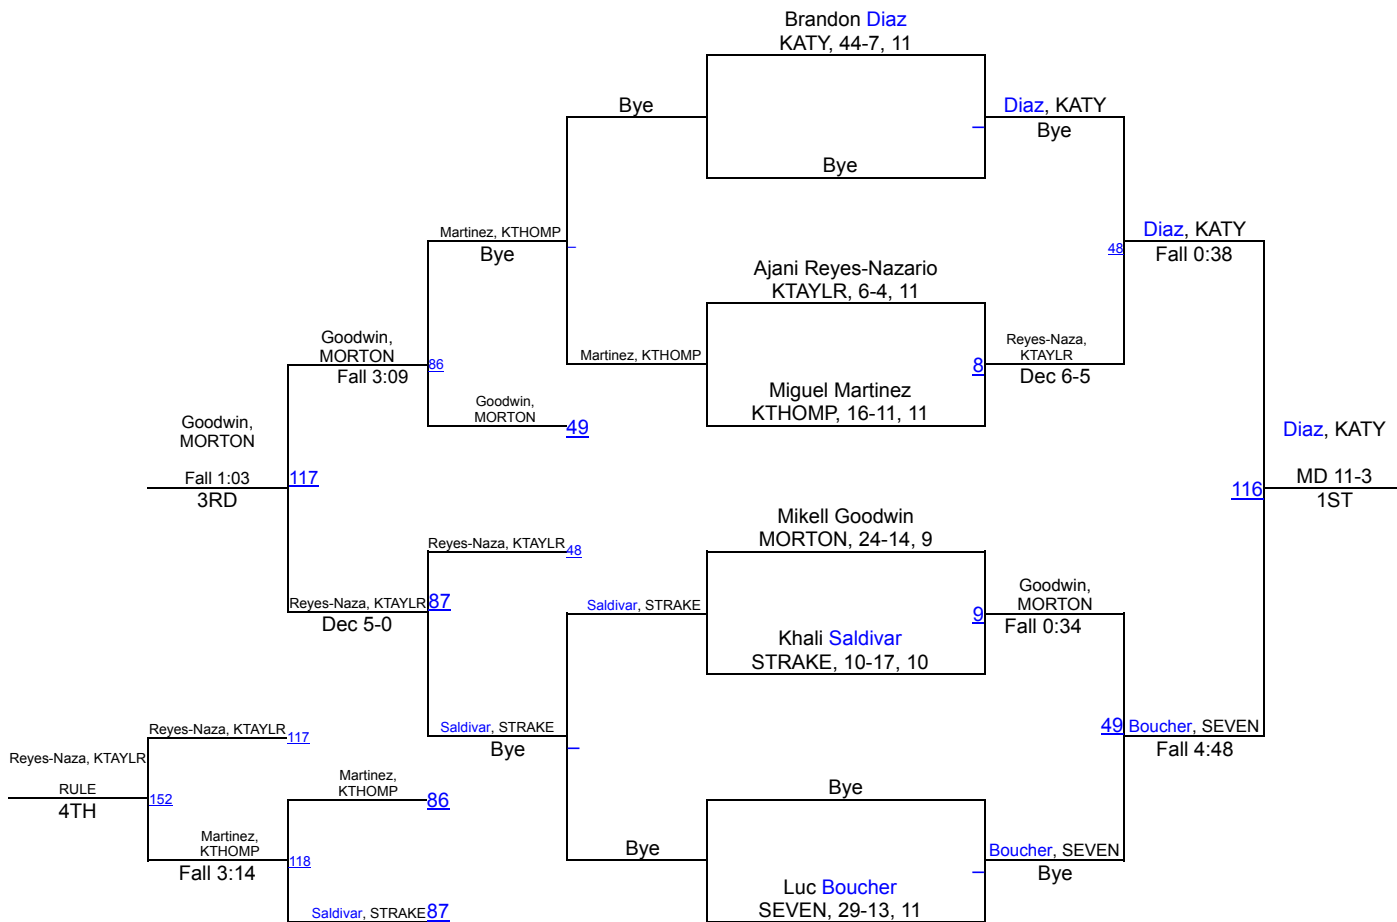 Brandon Diaz
KATY, 44-7, 11
Bye
Diaz, KATY
Bye
Bye
Martinez, KTHOMP
Bye
Diaz, KATY
48
Fall 0:38
Ajani Reyes-Nazario
KTAYLR, 6-4, 11
Goodwin,
MORTON
86
Fall 3:09
Martinez, KTHOMP
Reyes-Naza,
KTAYLR
8
Dec 6-5
Miguel Martinez
KTHOMP, 16-11, 11
Goodwin,
MORTON
49
Goodwin,
MORTON
Diaz, KATY
Fall 1:03
117
3RD
116
MD 11-3
1ST
Mikell Goodwin
MORTON, 24-14, 9
Reyes-Naza, KTAYLR
48
Reyes-Naza, KTAYLR
87
Dec 5-0
Saldivar, STRAKE
Goodwin,
MORTON
9
Fall 0:34
Khali Saldivar
STRAKE, 10-17, 10
Reyes-Naza, KTAYLR
117
Saldivar, STRAKE
Bye
49
Boucher, SEVEN
Fall 4:48
Reyes-Naza, KTAYLR
RULE
152
4TH
Martinez,
KTHOMP
86
Bye
Martinez,
KTHOMP
118
Fall 3:14
Bye
Boucher, SEVEN
Bye
Luc Boucher
SEVEN, 29-13, 11
Saldivar, STRAKE
87